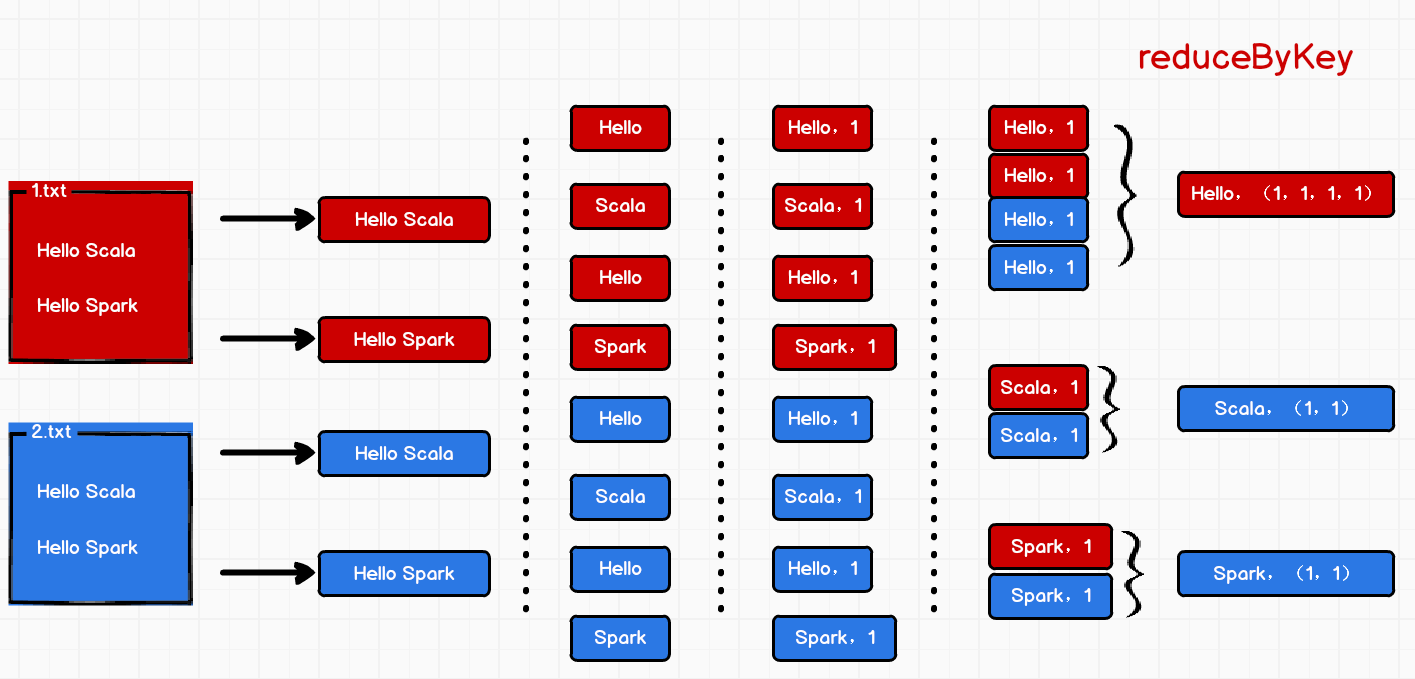 reduceByKey
1.txt
Hello Scala
Hello Spark
2.txt
Hello Scala
Hello Spark
Hello Scala
Hello Spark
Hello Scala
Hello Spark
Hello
Scala
Hello
Spark
Hello
Scala
Hello
Spark
Hello，1
Scala，1
Hello，1
Spark，1
Hello，1
Scala，1
Hello，1
Spark，1
Hello，1
Hello，1
Hello，1
Hello，1
Scala，1
Scala，1
Spark，1
Spark，1
Hello，（1，1，1，1）
Scala，（1，1）
Spark，（1，1）